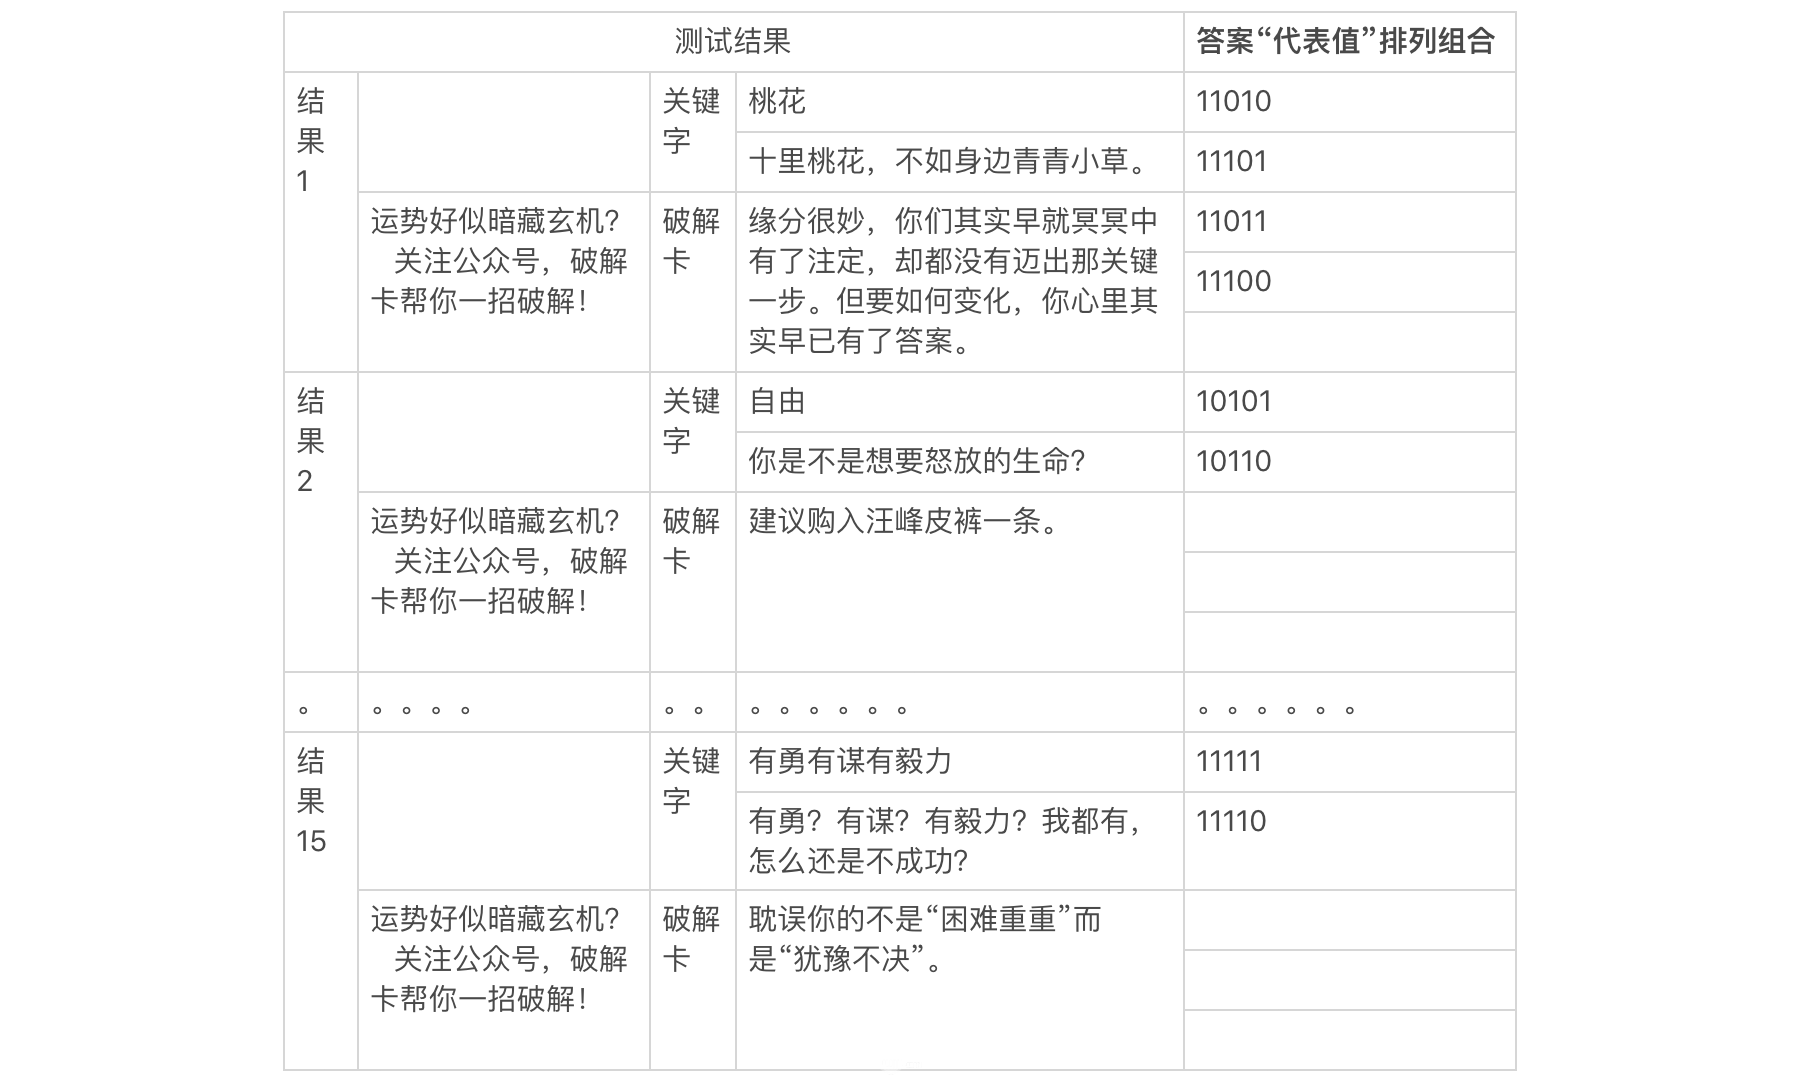 测试结果
答案“代表值”排列组合
结
果
1
关键
字
桃花
11010
十里桃花，不如身边青青小草。
11101
运势好似暗藏玄机？
关注公众号，破解
卡帮你一招破解！
破解
卡
缘分很妙，你们其实早就冥冥中
有了注定，却都没有迈出那关键
一步。但要如何变化，你心里其
实早已有了答案。
11011
11100
结
果
2
关键
字
自由
10101
你是不是想要怒放的生命？
10110
运势好似暗藏玄机？
关注公众号，破解
卡帮你一招破解！
破解
卡
建议购入汪峰皮裤一条。
。
。。。。
。。
。。。。。。
。。。。。。
结
果
15
关键
字
有勇有谋有毅力
11111
有勇？有谋？有毅力？我都有，
怎么还是不成功？
11110
运势好似暗藏玄机？
关注公众号，破解
卡帮你一招破解！
破解
卡
耽误你的不是“困难重重”而
是“犹豫不决”。